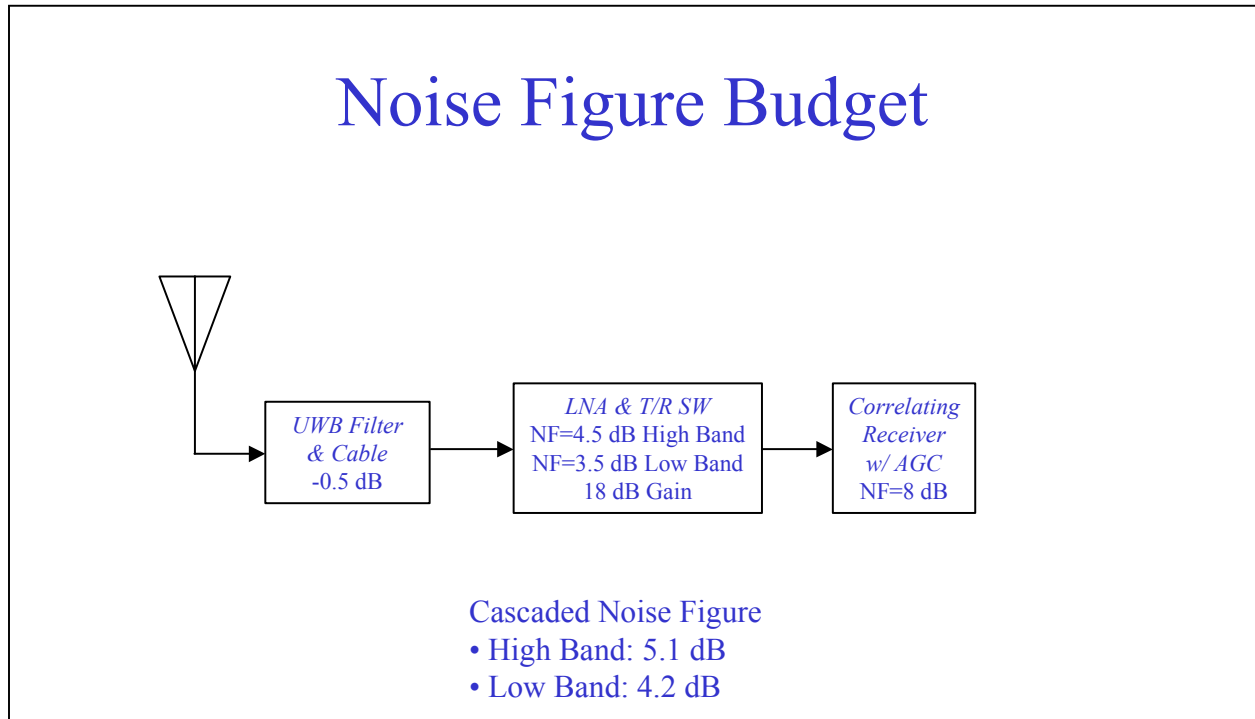 Noise Figure Budget
UWB Filter
& Cable
-0.5 dB
LNA & T/R SW
NF=4.5 dB High Band
NF=3.5 dB Low Band
18 dB Gain
Correlating
Receiver
w/ AGC
NF=8 dB
Cascaded Noise Figure
• High Band: 5.1 dB
• Low Band: 4.2 dB